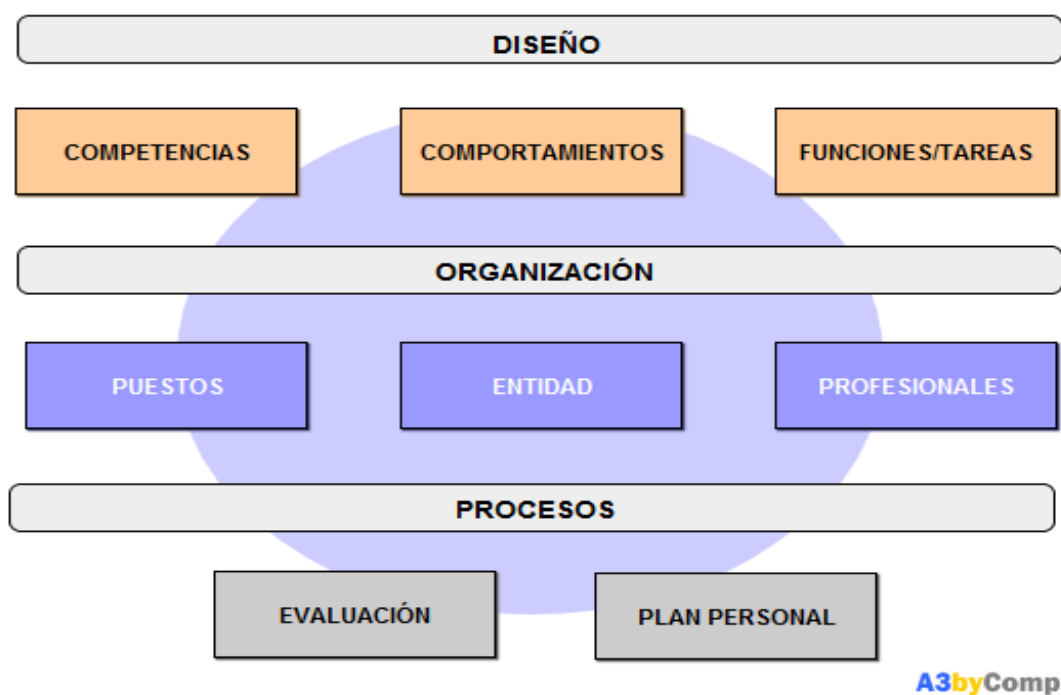 DISEÑO
COMPETENCIAS
COMPORTAMIENTOS
FUNCIONES/TAREAS
ORGANIZACIÓN
PUESTOS
ENTIDAD
PROFESIONALES
PROCESOS
EVALUACIÓN
PLAN PERSONAL
A3byComp